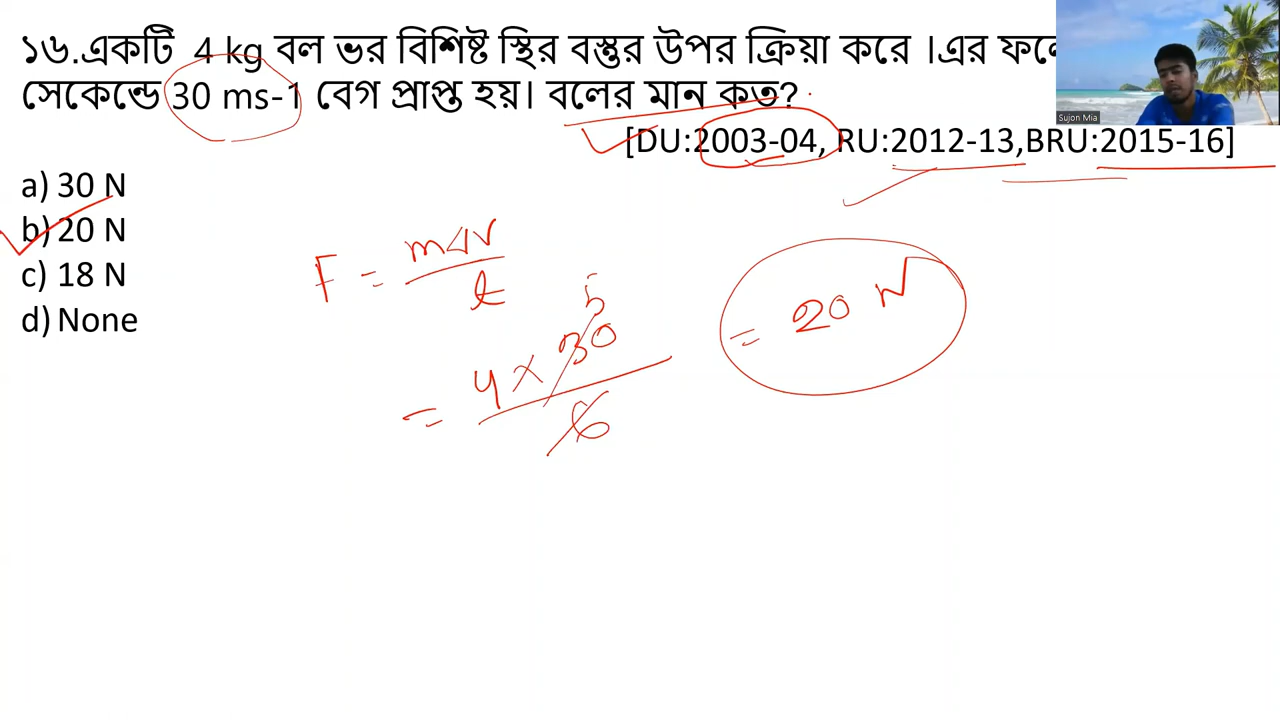 ১৬.একটি 4 kg বল ভর বিশিষ্ট স্থির বস্তুর উপর ক্রিয়া করে ।এর ফলে
সেকেন্ডে 30 ms-1 বেগ প্রাপ্ত হয়। বলের মান কত?
Sujon Mia
[DU:2003-04, RU:2012-13,BRU:2015-16]
a) 30 N
b) 20 N
c) 18 N
d) None
F = m△v / t
= 4 × 30 / 6
5
= 20 N